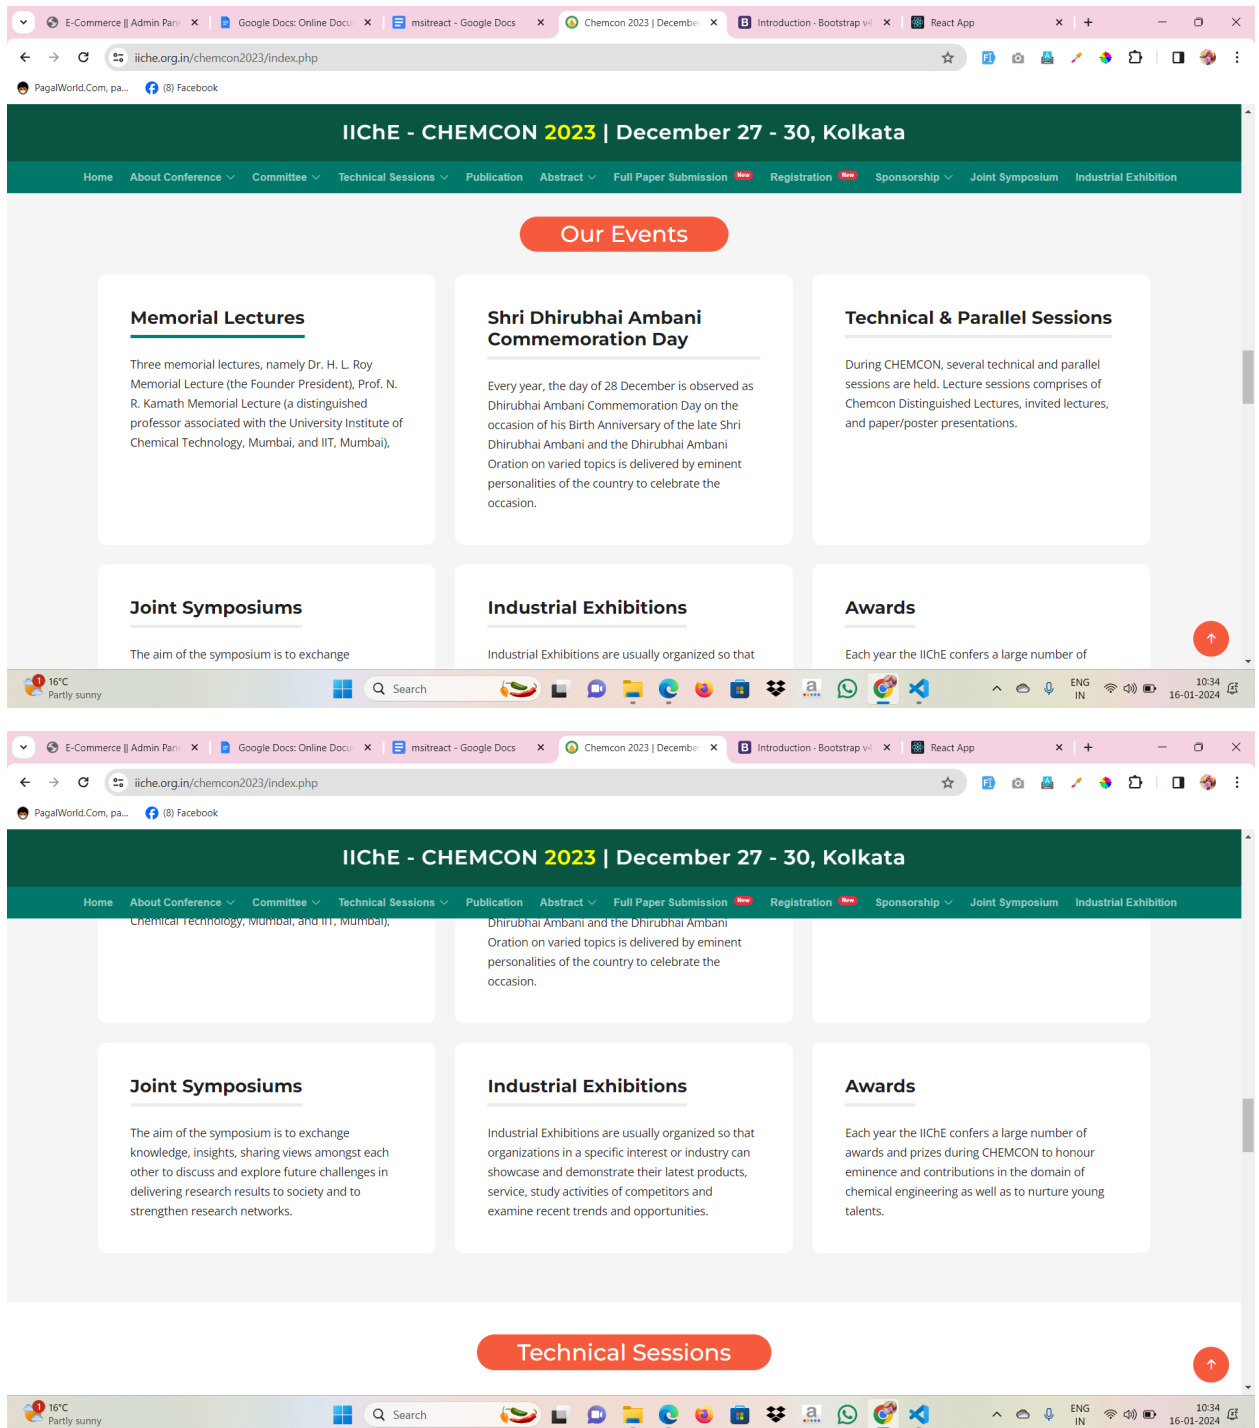 E-Commerce || Admin Pan
Google Docs: Online Docu
msitreact - Google Docs
Chemcon 2023 | Decembe
Introduction · Bootstrap v4
React App
iiche.org.in/chemcon2023/index.php
PagalWorld.Com, pa...
(8) Facebook
IIChE - CHEMCON 2023 | December 27 - 30, Kolkata
Home About Conference Committee Technical Sessions Publication Abstract Full Paper Submission New Registration New Sponsorship Joint Symposium Industrial Exhibition
Our Events
Memorial Lectures
Three memorial lectures, namely Dr. H. L. Roy
Memorial Lecture (the Founder President), Prof. N.
R. Kamath Memorial Lecture (a distinguished
professor associated with the University Institute of
Chemical Technology, Mumbai, and IIT, Mumbai),
Shri Dhirubhai Ambani
Commemoration Day
Every year, the day of 28 December is observed as
Dhirubhai Ambani Commemoration Day on the
occasion of his Birth Anniversary of the late Shri
Dhirubhai Ambani and the Dhirubhai Ambani
Oration on varied topics is delivered by eminent
personalities of the country to celebrate the
occasion.
Technical & Parallel Sessions
During CHEMCON, several technical and parallel
sessions are held. Lecture sessions comprises of
Chemcon Distinguished Lectures, invited lectures,
and paper/poster presentations.
Joint Symposiums
The aim of the symposium is to exchange
Industrial Exhibitions
Industrial Exhibitions are usually organized so that
Awards
Each year the IIChE confers a large number of
1
16°C
Partly sunny
Search
ENG
IN
10:34
16-01-2024
E-Commerce || Admin Pan
Google Docs: Online Docu
msitreact - Google Docs
Chemcon 2023 | Decembe
Introduction · Bootstrap v4
React App
iiche.org.in/chemcon2023/index.php
PagalWorld.Com, pa...
(8) Facebook
IIChE - CHEMCON 2023 | December 27 - 30, Kolkata
Home About Conference Committee Technical Sessions Publication Abstract Full Paper Submission New Registration New Sponsorship Joint Symposium Industrial Exhibition
Chemical Technology, Mumbai, and IIT, Mumbai),
Dhirubhai Ambani and the Dhirubhai Ambani
Oration on varied topics is delivered by eminent
personalities of the country to celebrate the
occasion.
Joint Symposiums
The aim of the symposium is to exchange
knowledge, insights, sharing views amongst each
other to discuss and explore future challenges in
delivering research results to society and to
strengthen research networks.
Industrial Exhibitions
Industrial Exhibitions are usually organized so that
organizations in a specific interest or industry can
showcase and demonstrate their latest products,
service, study activities of competitors and
examine recent trends and opportunities.
Awards
Each year the IIChE confers a large number of
awards and prizes during CHEMCON to honour
eminence and contributions in the domain of
chemical engineering as well as to nurture young
talents.
Technical Sessions
1
16°C
Partly sunny
Search
ENG
IN
10:34
16-01-2024